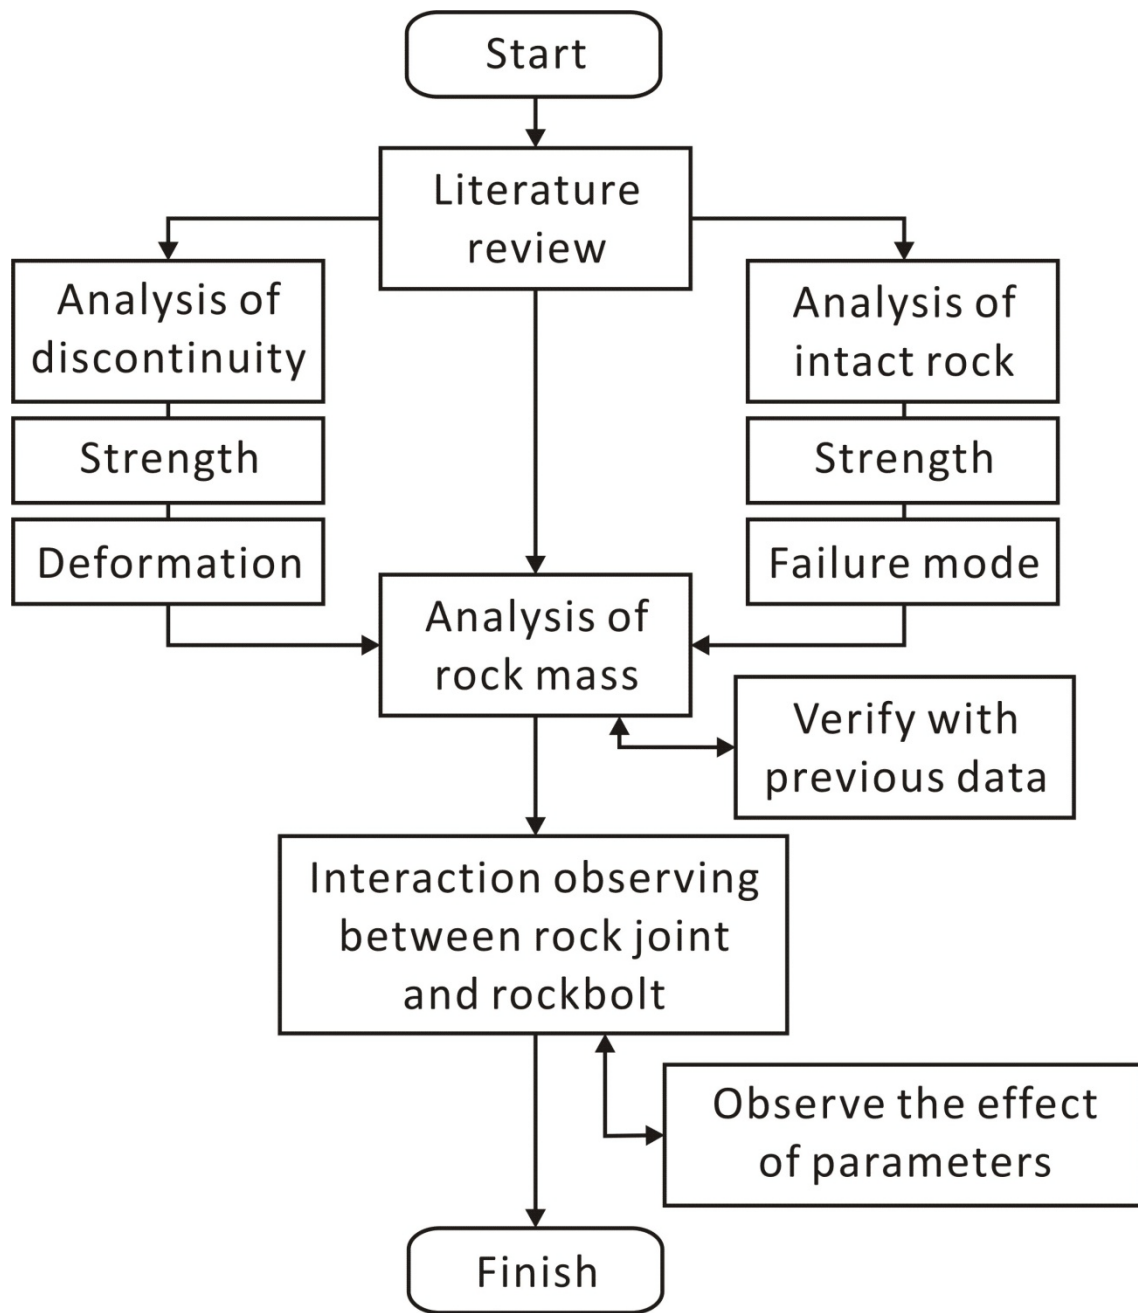 Start
Literature
review
Analysis of
discontinuity
Strength
Deformation
Analysis of
intact rock
Strength
Failure mode
Analysis of
rock mass
Verify with
previous data
Interaction observing
between rock joint
and rockbolt
Observe the effect
of parameters
Finish